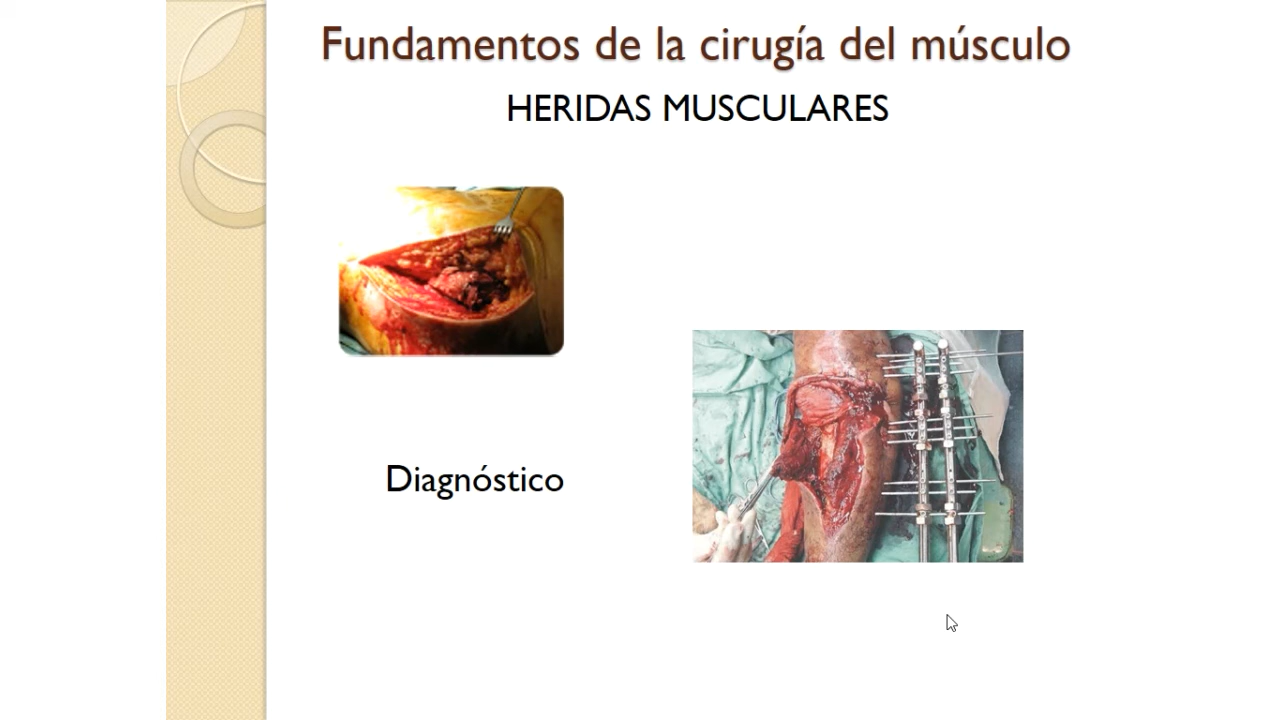 Fundamentos de la cirugía del músculo
HERIDAS MUSCULARES
Diagnóstico